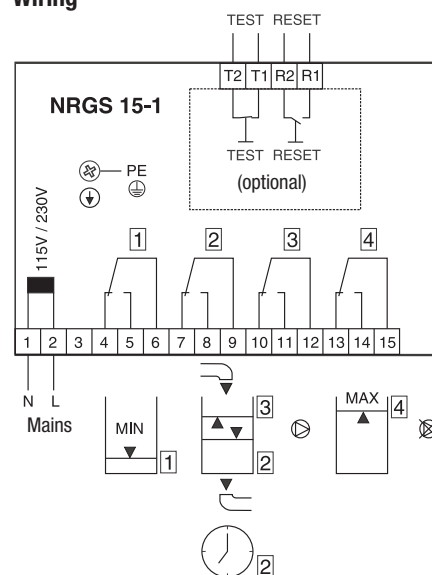 Wiring
TEST RESET
T2 T1 R2 R1
NRGS 15-1
TEST RESET
(optional)
PE
115V / 230V
1 2 3 4
1 2 3 4 5 6 7 8 9 10 11 12 13 14 15
N L
Mains
MIN
1
3
2
MAX
4
2